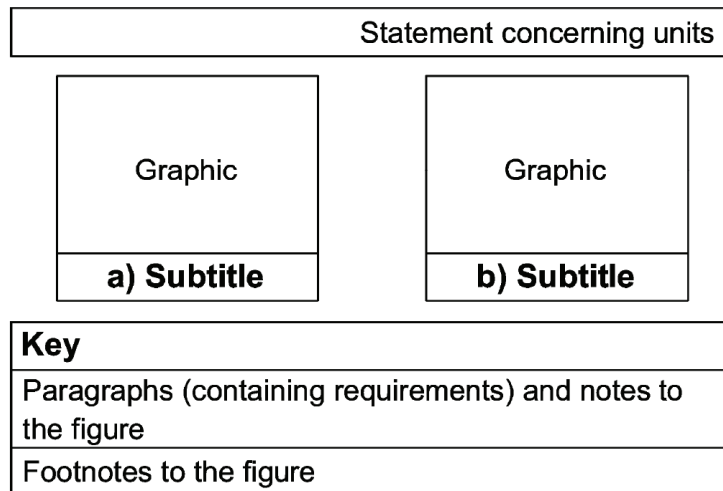 Statement concerning units
Graphic
Graphic
a) Subtitle
b) Subtitle
Key
Paragraphs (containing requirements) and notes to
the figure
Footnotes to the figure